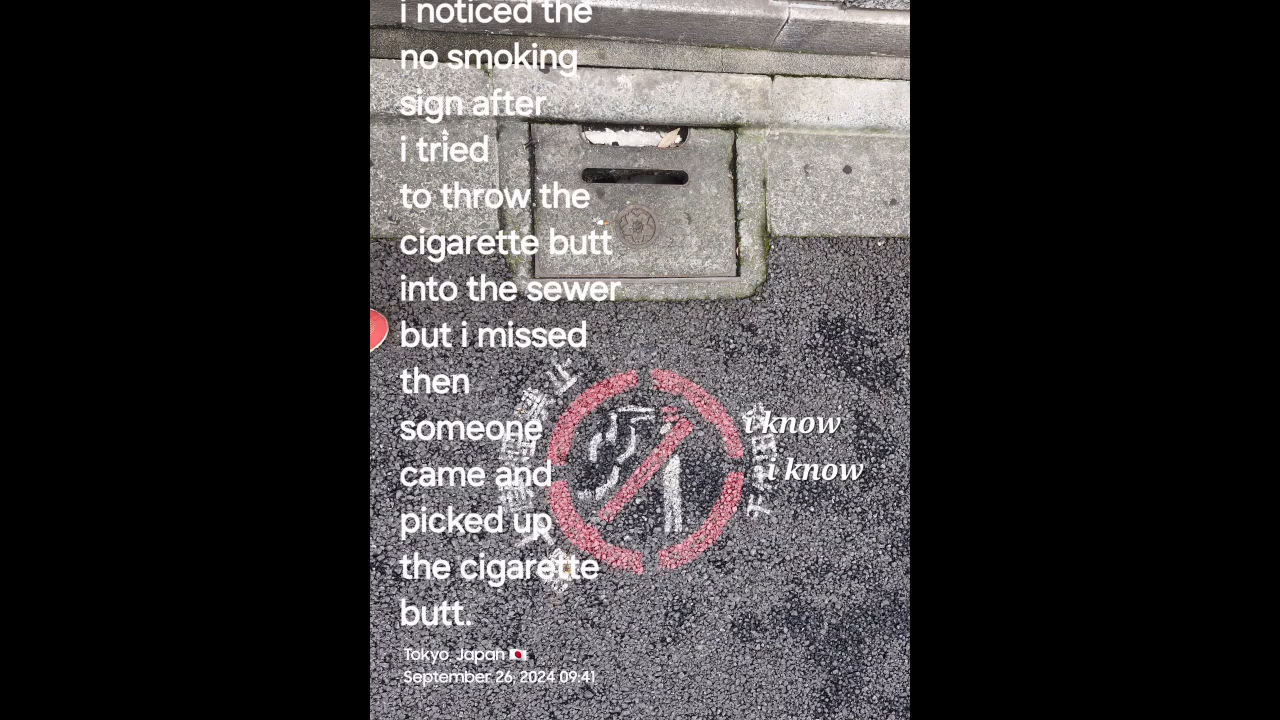 i noticed the
no smoking
sign after
i tried
to throw the
cigarette butt
into the sewer
but i missed
then
someone
came and
picked up
the cigarette
butt.
i know
i know
Tokyo, Japan 🇯🇵
September 26, 2024 09:41